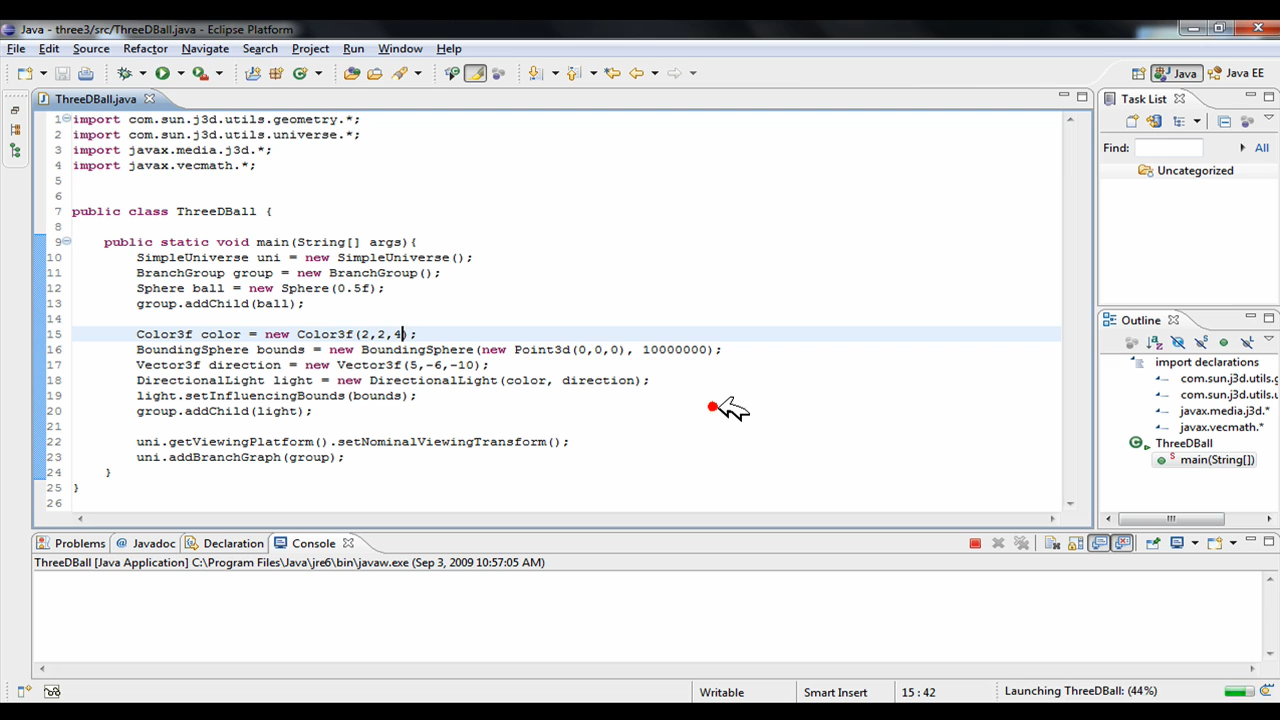 Java - three3/src/ThreeDBall.java - Eclipse Platform
File Edit Source Refactor Navigate Search Project Run Window Help
Java Java EE
ThreeDBall.java
1 import com.sun.j3d.utils.geometry.*;
2 import com.sun.j3d.utils.universe.*;
3 import javax.media.j3d.*;
4 import javax.vecmath.*;
5
6
7 public class ThreeDBall {
8
9 public static void main(String[] args){
10 SimpleUniverse uni = new SimpleUniverse();
11 BranchGroup group = new BranchGroup();
12 Sphere ball = new Sphere(0.5f);
13 group.addChild(ball);
14
15 Color3f color = new Color3f(2,2,4);
16 BoundingSphere bounds = new BoundingSphere(new Point3d(0,0,0), 10000000);
17 Vector3f direction = new Vector3f(5,-6,-10);
18 DirectionalLight light = new DirectionalLight(color, direction);
19 light.setInfluencingBounds(bounds);
20 group.addChild(light);
21
22 uni.getViewingPlatform().setNominalViewingTransform();
23 uni.addBranchGraph(group);
24 }
25 }
26
Task List
Find: All
Uncategorized
Outline
import declarations
com.sun.j3d.utils.g
com.sun.j3d.utils.u
javax.media.j3d.*
javax.vecmath.*
ThreeDBall
main(String[])
Problems Javadoc Declaration Console
ThreeDBall [Java Application] C:\Program Files\Java\jre6\bin\javaw.exe (Sep 3, 2009 10:57:05 AM)
Writable Smart Insert 15 : 42 Launching ThreeDBall: (44%)